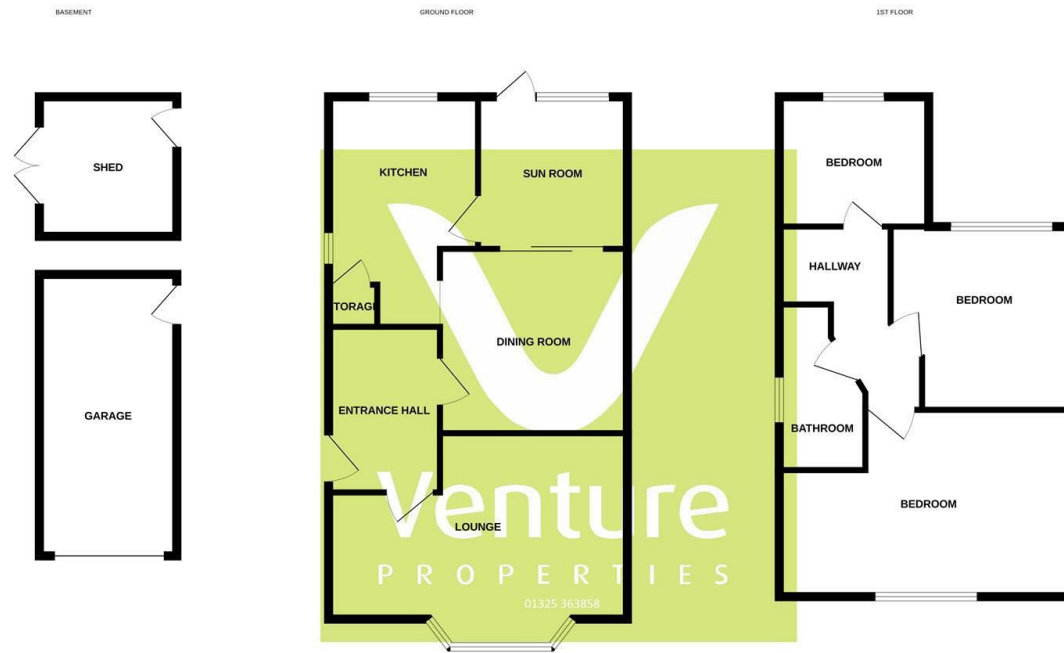 BASEMENT
GROUND FLOOR
1ST FLOOR
SHED
GARAGE
KITCHEN
SUN ROOM
TORAG
DINING ROOM
ENTRANCE HALL
LOUNGE
BEDROOM
HALLWAY
BEDROOM
BATHROOM
BEDROOM
Venture
PROPERTIES
01325 363858